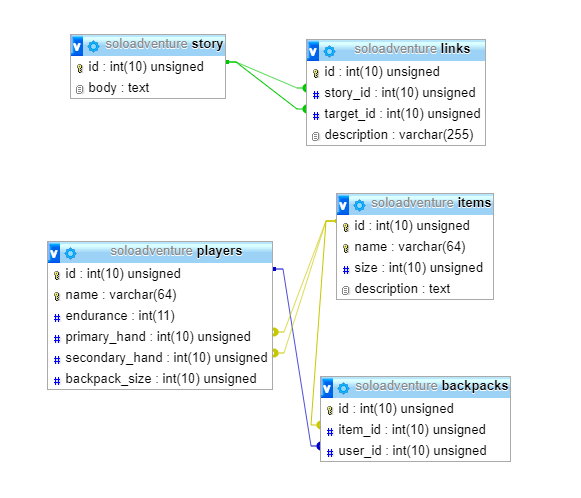 soloadventure story
id : int(10) unsigned
body : text
soloadventure links
id : int(10) unsigned
story_id : int(10) unsigned
target_id : int(10) unsigned
description : varchar(255)
soloadventure items
id : int(10) unsigned
name : varchar(64)
size : int(10) unsigned
description : text
soloadventure players
id : int(10) unsigned
name : varchar(64)
endurance : int(11)
primary_hand : int(10) unsigned
secondary_hand : int(10) unsigned
backpack_size : int(10) unsigned
soloadventure backpacks
id : int(10) unsigned
item_id : int(10) unsigned
user_id : int(10) unsigned